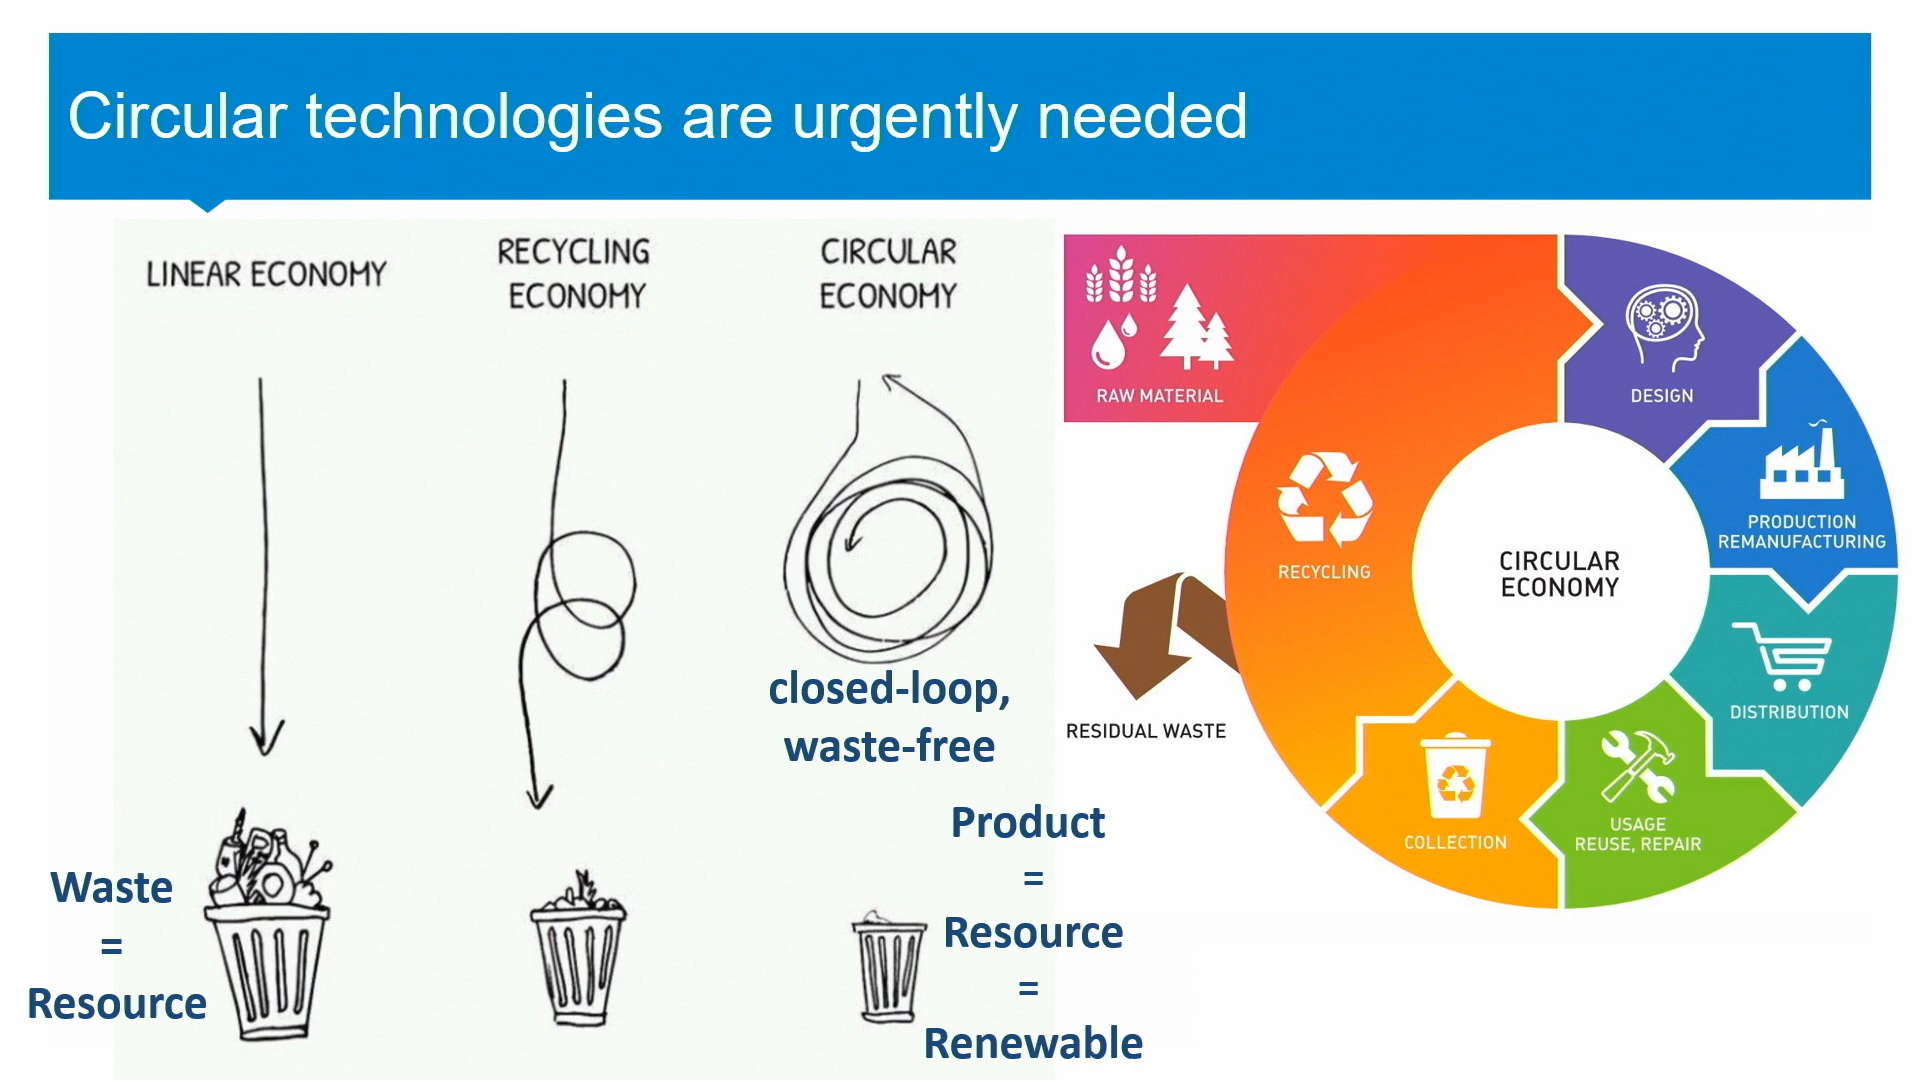 Circular technologies are urgently needed
LINEAR ECONOMY
RECYCLING
ECONOMY
CIRCULAR
ECONOMY
closed-loop,
waste-free
Waste
=
Resource
Product
=
Resource
=
Renewable
RAW MATERIAL
DESIGN
PRODUCTION
REMANUFACTURING
DISTRIBUTION
USAGE
REUSE, REPAIR
COLLECTION
RECYCLING
RESIDUAL WASTE
CIRCULAR
ECONOMY